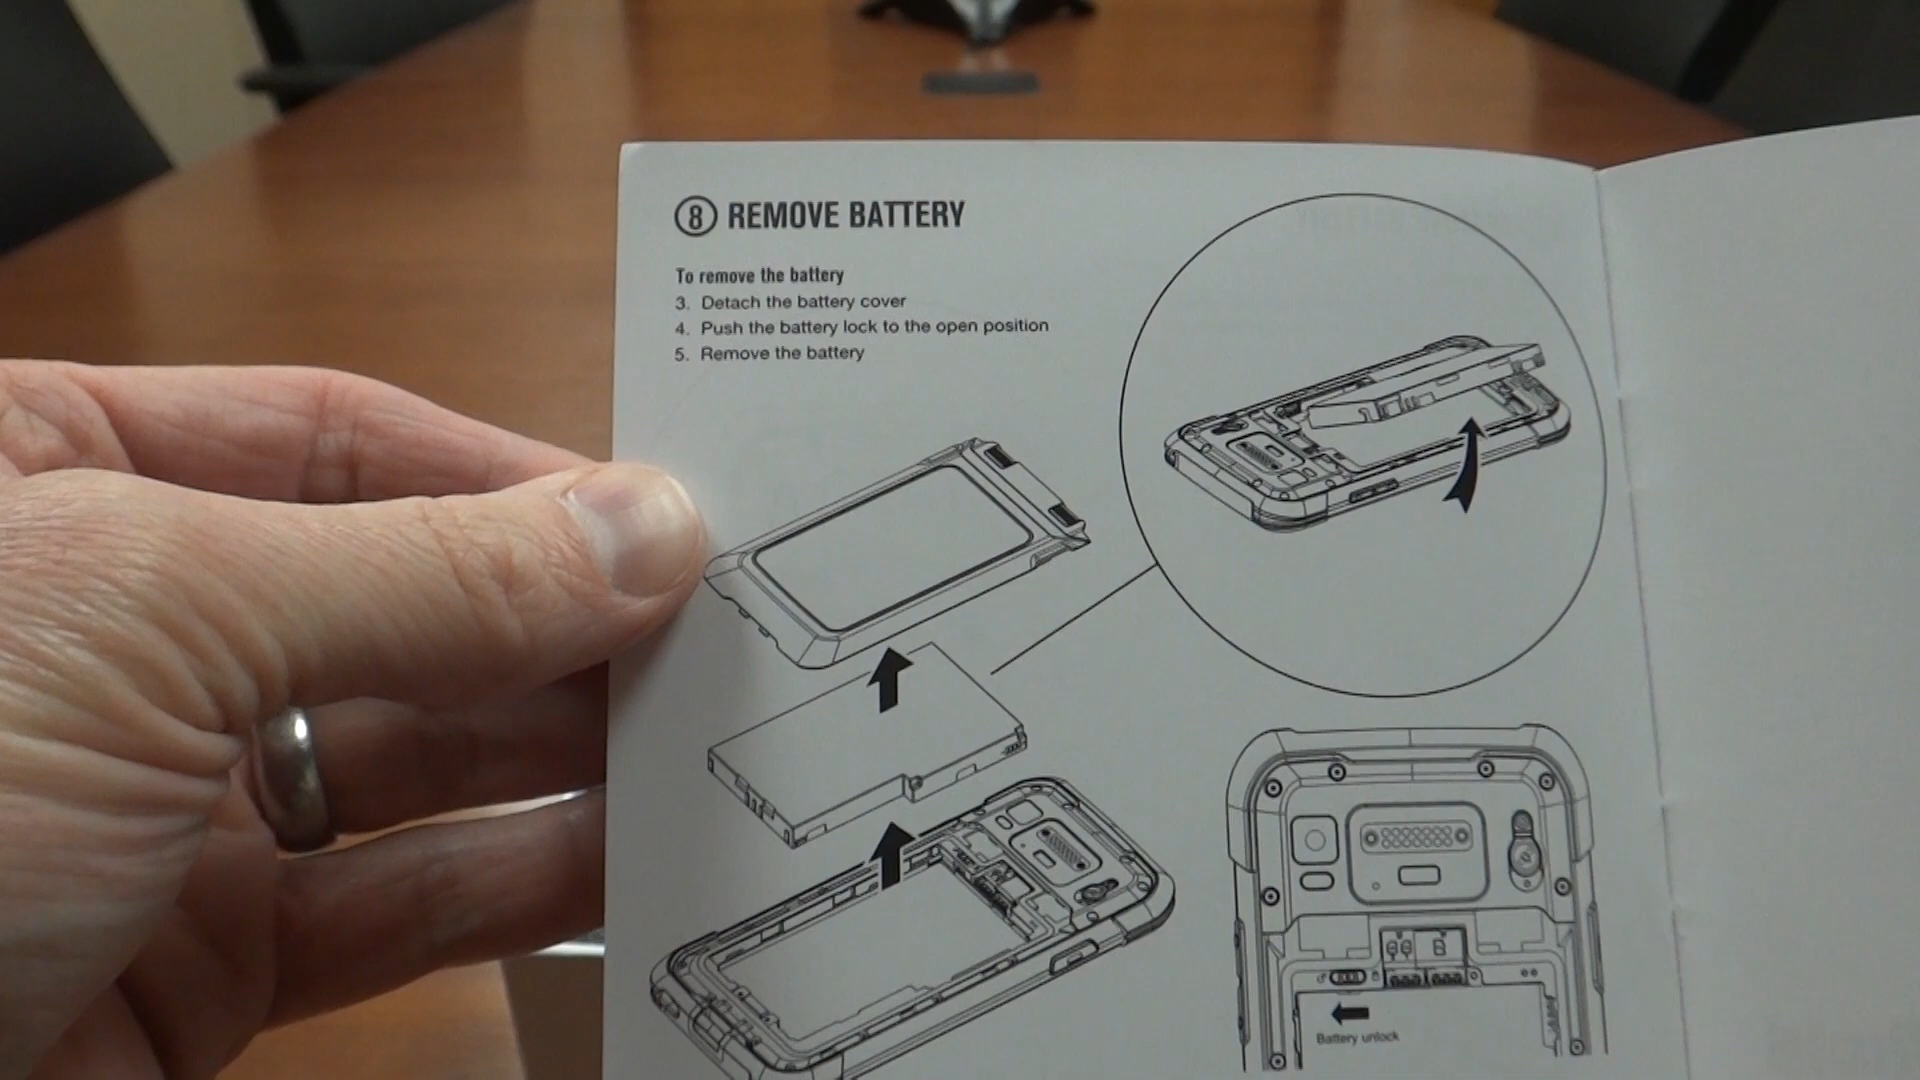 8 REMOVE BATTERY
To remove the battery
3. Detach the battery cover
4. Push the battery lock to the open position
5. Remove the battery
Battery unlock